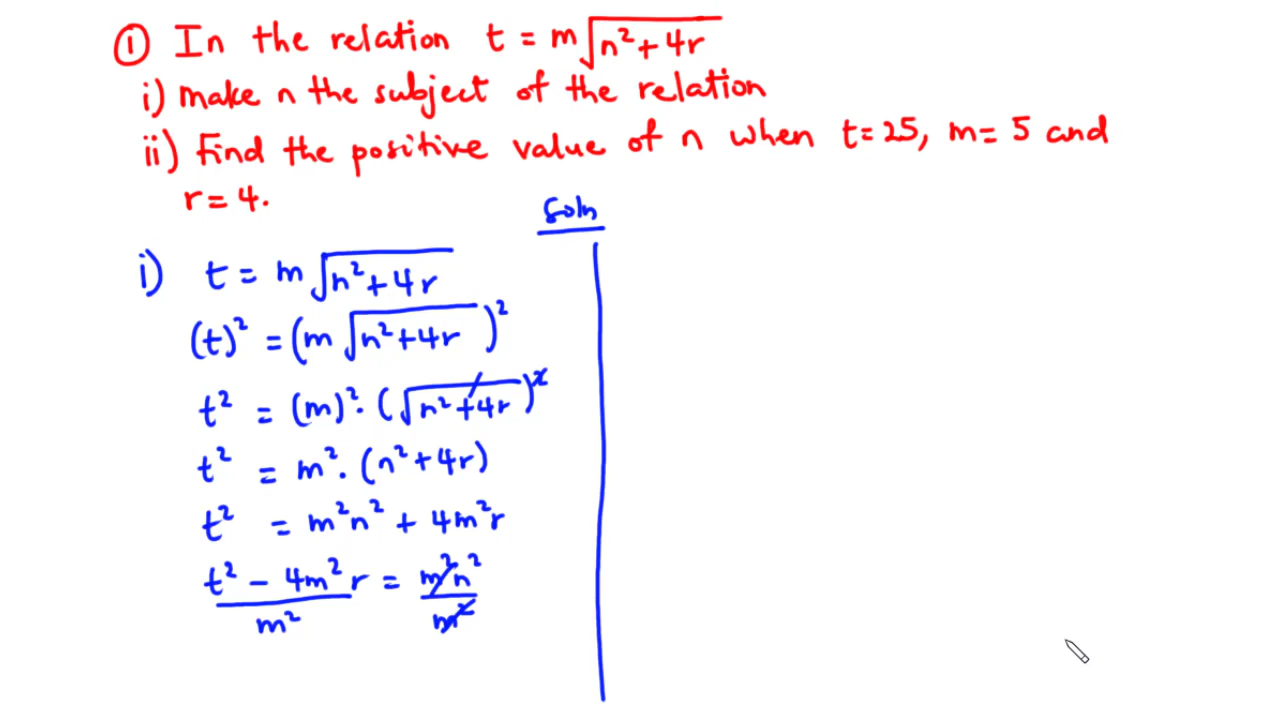 ① In the relation t = m√(n² + 4r)
i) make n the subject of the relation
ii) Find the positive value of n when t = 25, m = 5 and
r = 4.
Soln
i) t = m√(n² + 4r)
(t)² = (m√(n² + 4r))²
t² = (m)² · (√(n² + 4r))²
t² = m² · (n² + 4r)
t² = m²n² + 4m²r
(t² − 4m²r)/m² = m²n²/m²